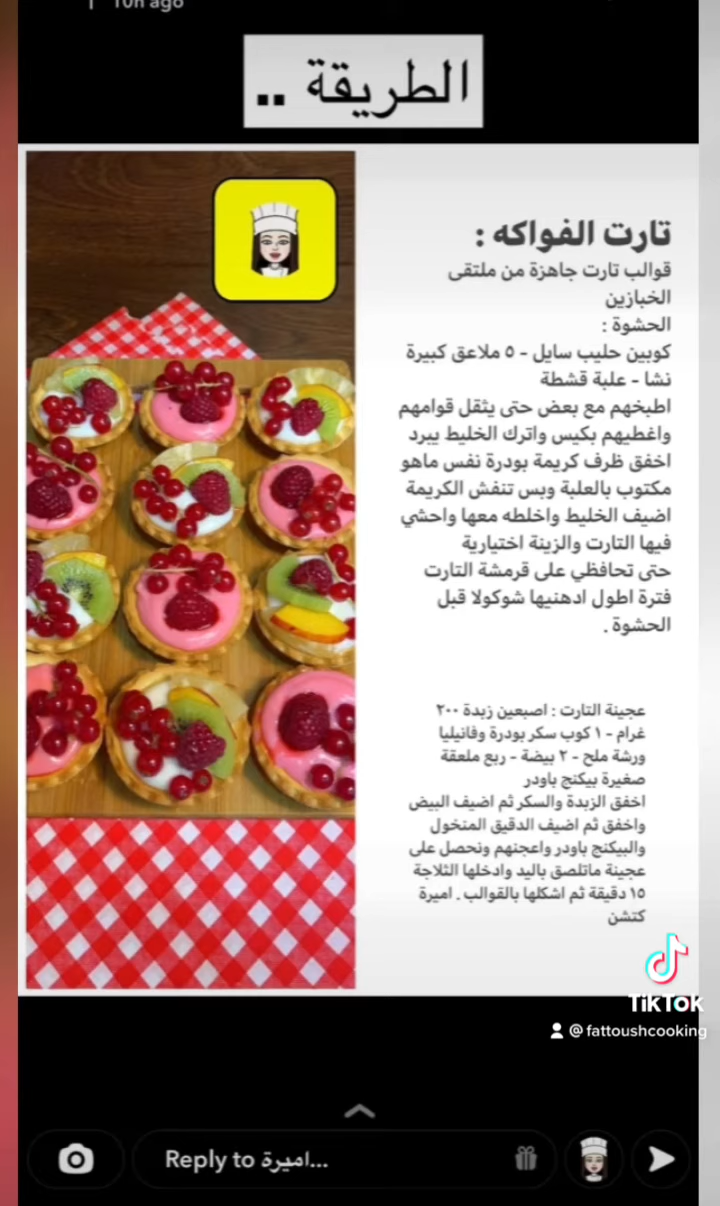 10h ago
الطريقة ..
تارت الفواكه :
قوالب تارت جاهزة من ملتقى
الخبازين
الحشوة :
كوبين حليب سايل - ٥ ملاعق كبيرة
نشا - علبة قشطة
اطبخهم مع بعض حتى يثقل قوامهم
واغطيهم بكيس واترك الخليط يبرد
اخفق ظرف كريمة بودرة نفس ماهو
مكتوب بالعلبة وبس تنفش الكريمة
اضيف الخليط واخلطه معها واحشي
فيها التارت والزينة اختيارية
حتى تحافظي على قرمشة التارت
فترة اطول ادهنيها شوكولا قبل
الحشوة .
عجينة التارت : اصبعين زبدة ٢٠٠
غرام - ١ كوب سكر بودرة وفانيليا
ورشة ملح - ٢ بيضة - ربع ملعقة
صغيرة بيكنج باودر
اخفق الزبدة والسكر ثم اضيف البيض
واخفق ثم اضيف الدقيق المنخول
والبيكنج باودر واعجنهم ونحصل على
عجينة ماتلصق باليد وادخلها الثلاجة
١٥ دقيقة ثم اشكلها بالقوالب . اميرة
كتشن
TikTok
@fattoushcooking
Reply to اميرة...